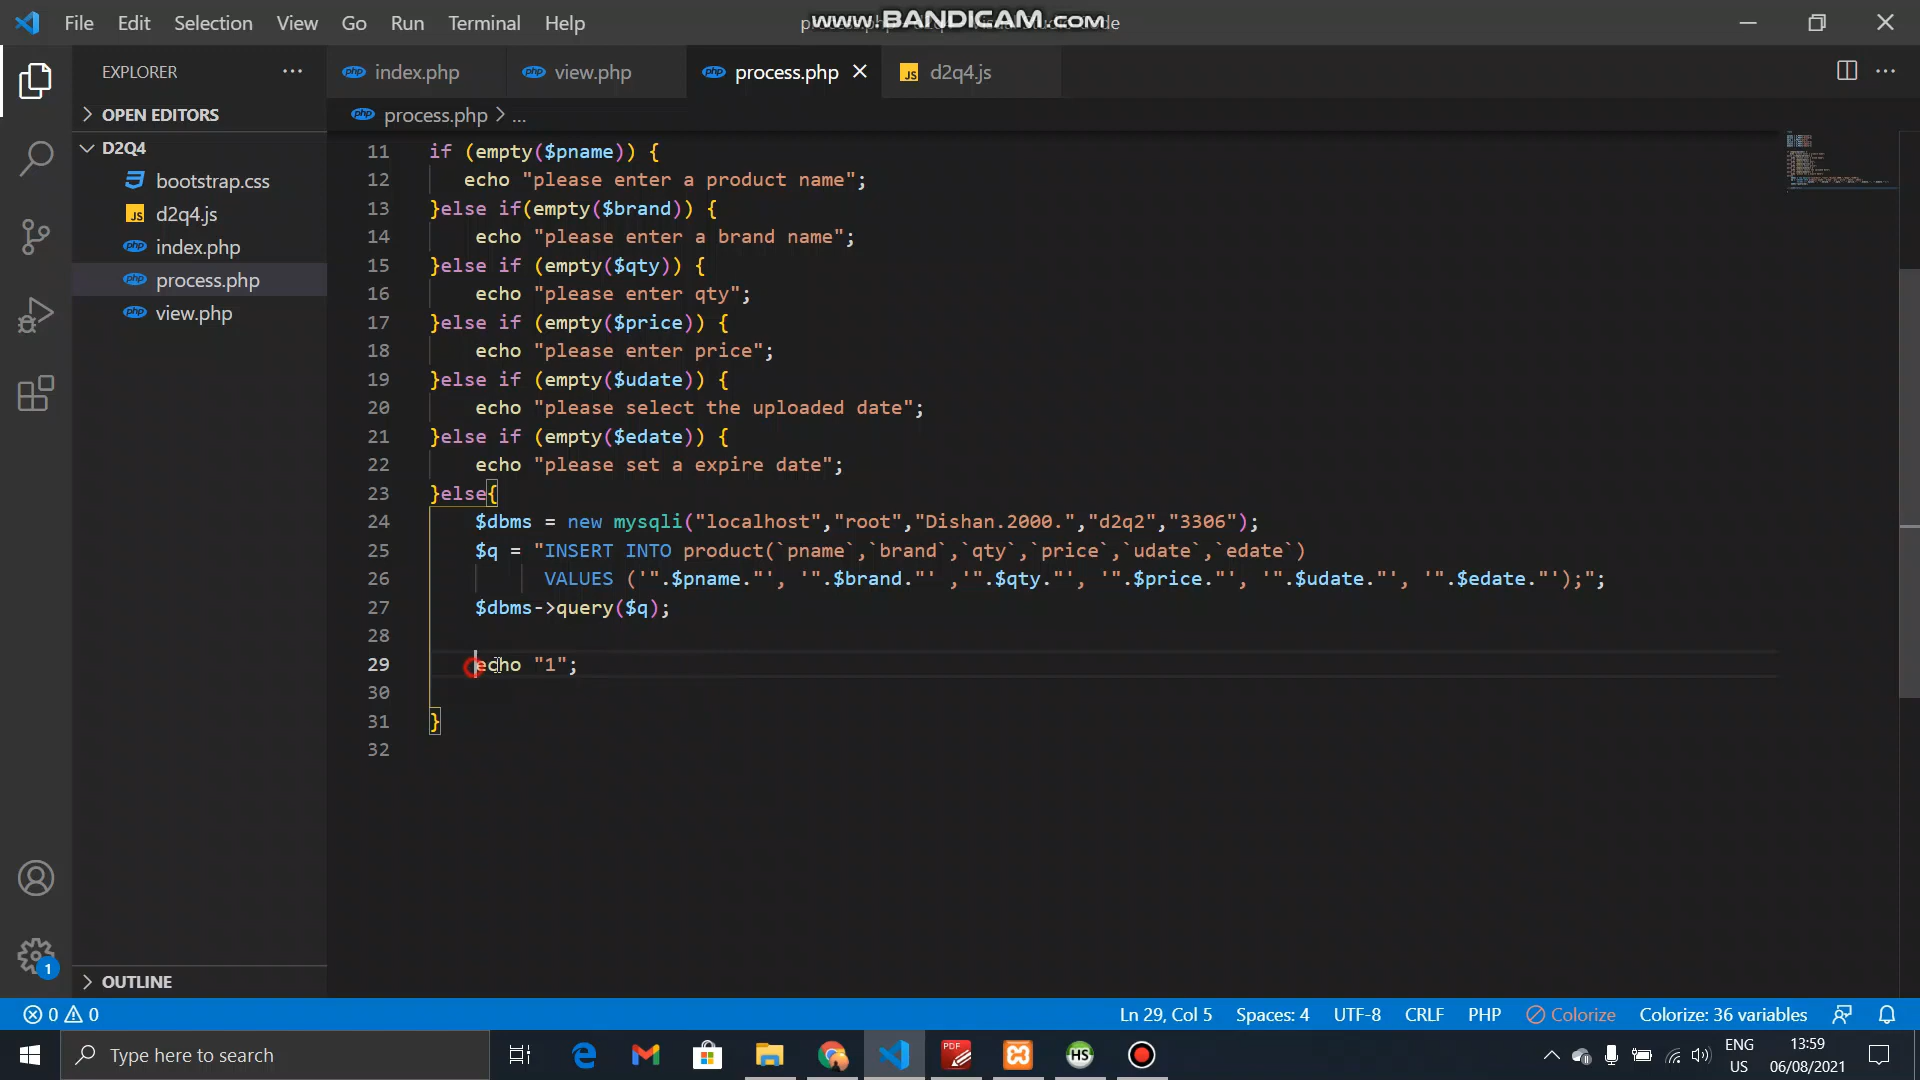 File Edit Selection View Go Run Terminal Help
www.BANDICAM.com
EXPLORER
index.php
view.php
process.php
JS d2q4.js
OPEN EDITORS
process.php > ...
D2Q4
bootstrap.css
JS d2q4.js
index.php
process.php
view.php
11 if (empty($pname)) {
12 echo "please enter a product name";
13 }else if(empty($brand)) {
14 echo "please enter a brand name";
15 }else if (empty($qty)) {
16 echo "please enter qty";
17 }else if (empty($price)) {
18 echo "please enter price";
19 }else if (empty($udate)) {
20 echo "please select the uploaded date";
21 }else if (empty($edate)) {
22 echo "please set a expire date";
23 }else{
24 $dbms = new mysqli("localhost","root","Dishan.2000.","d2q2","3306");
25 $q = "INSERT INTO product(`pname`,`brand`,`qty`,`price`,`udate`,`edate`)
26 VALUES ('".$pname."', '".$brand."' ,'".$qty."', '".$price."', '".$udate."', '".$edate."');";
27 $dbms->query($q);
28
29 echo "1";
30
31 }
32
1
OUTLINE
0 0
Ln 29, Col 5 Spaces: 4 UTF-8 CRLF PHP Colorize Colorize: 36 variables
Type here to search
PDF
HS
ENG
US
13:59
06/08/2021